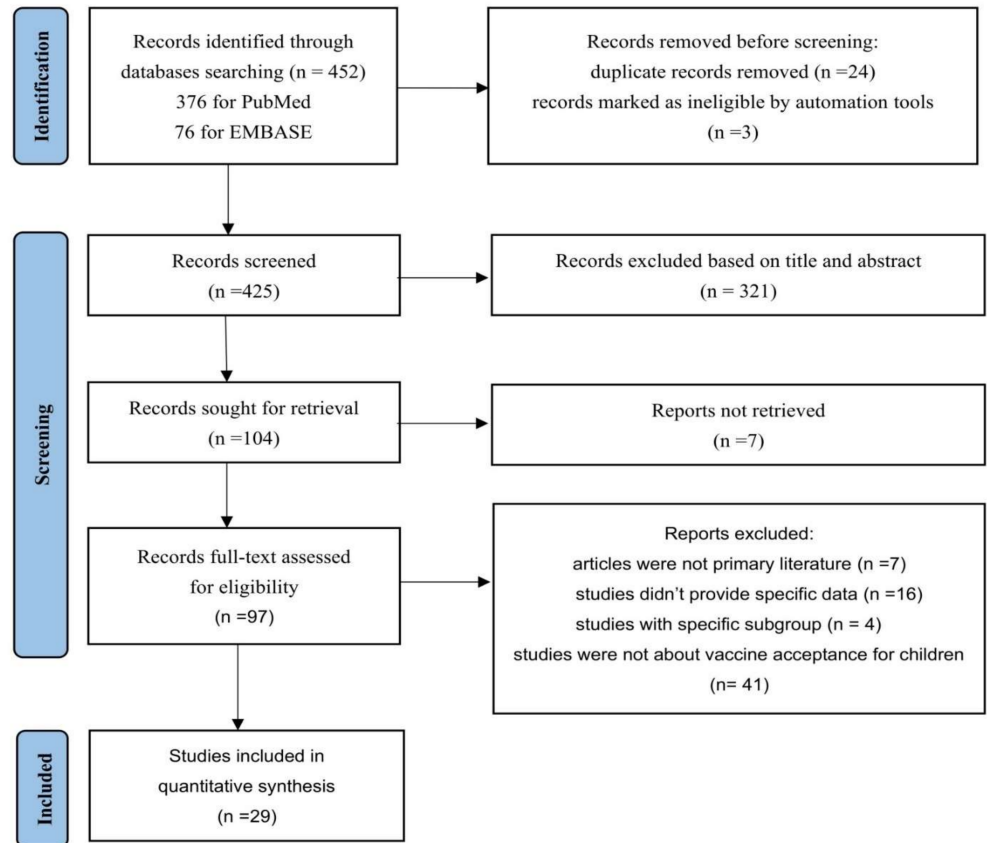 Identification
Records identified through
databases searching (n = 452)
376 for PubMed
76 for EMBASE
Records removed before screening:
duplicate records removed (n =24)
records marked as ineligible by automation tools
(n =3)
Screening
Records screened
(n =425)
Records excluded based on title and abstract
(n = 321)
Records sought for retrieval
(n =104)
Reports not retrieved
(n =7)
Records full-text assessed
for eligibility
(n =97)
Reports excluded:
articles were not primary literature (n =7)
studies didn't provide specific data (n =16)
studies with specific subgroup (n = 4)
studies were not about vaccine acceptance for children
(n= 41)
Included
Studies included in
quantitative synthesis
(n =29)